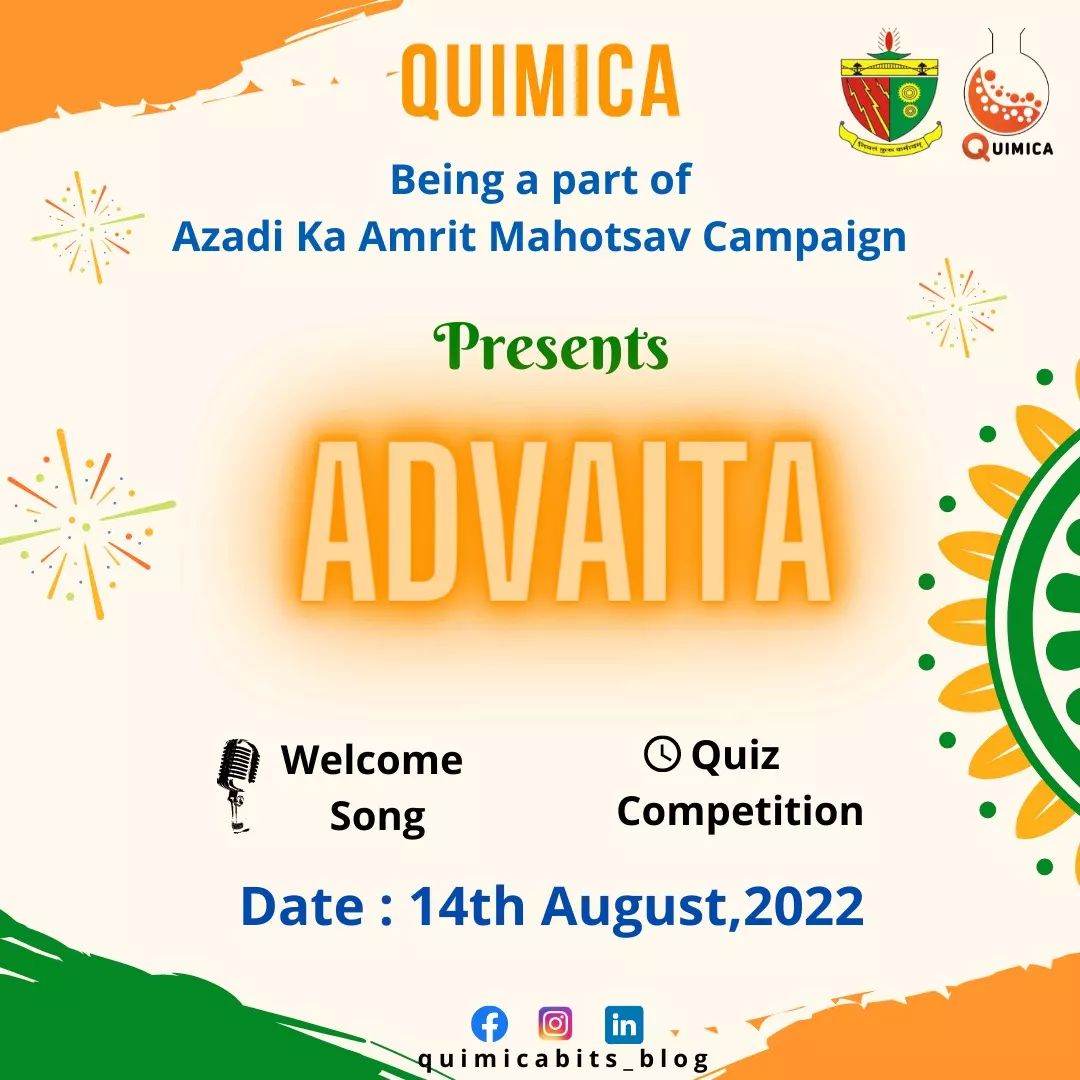 QUIMICA
QUIMICA
Being a part of
Azadi Ka Amrit Mahotsav Campaign
Presents
ADVAITA
Welcome
Song
Quiz
Competition
Date : 14th August,2022
in
quimicabits_blog